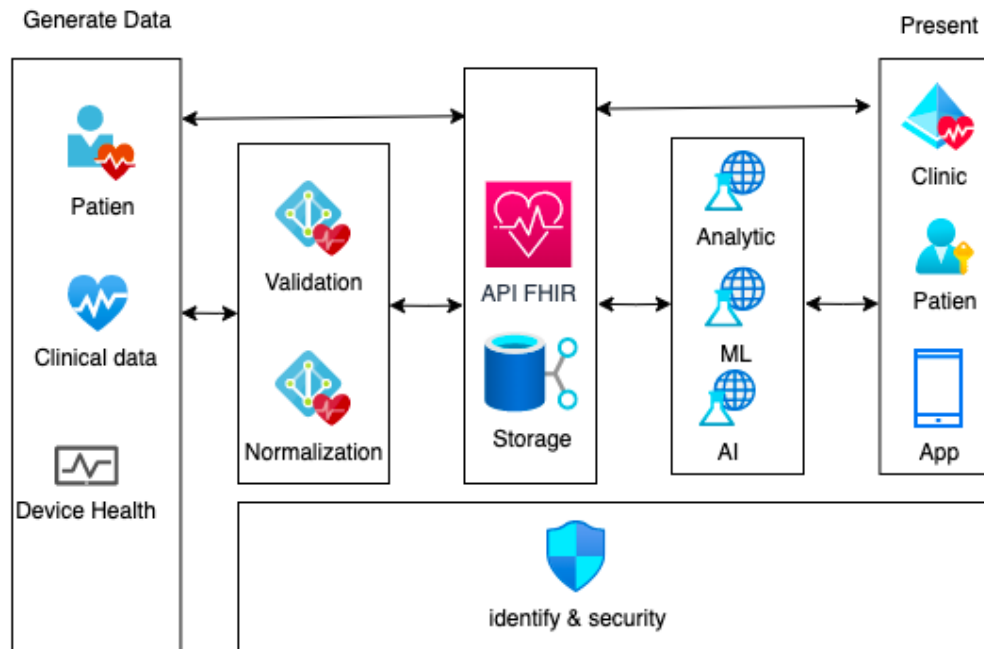 Generate Data
Present
Patien
Clinical data
Device Health
Validation
Normalization
API FHIR
Storage
Analytic
ML
AI
Clinic
Patien
App
identify & security